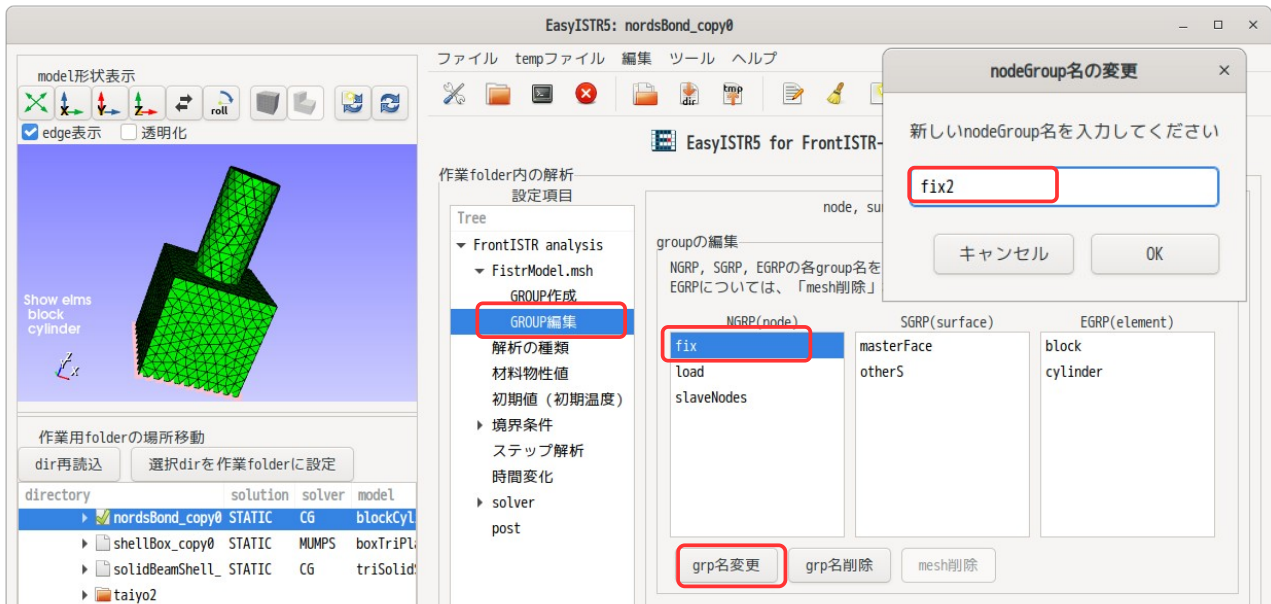 EasyISTR5: nordsBond_copy0
model形状表示
roll
edge表示 透明化
Show elms
block
cylinder
Z
X
作業用folderの場所移動
dir再読込 選択dirを作業folderに設定
directory solution solver model
nordsBond_copy0 STATIC CG blockCyl
shellBox_copy0 STATIC MUMPS boxTriPl
solidBeamShell_ STATIC CG triSolid
taiyo2
ファイル tempファイル 編集 ツール ヘルプ
dir tmp
EasyISTR5 for FrontISTR-
作業folder内の解析
設定項目
Tree
FrontISTR analysis
FistrModel.msh
GROUP作成
GROUP編集
解析の種類
材料物性値
初期値 (初期温度)
境界条件
ステップ解析
時間変化
solver
post
node, su
groupの編集
NGRP, SGRP, EGRPの各group名を
EGRPについては、「mesh削除」
NGRP(node) SGRP(surface) EGRP(element)
fix masterFace block
load otherS cylinder
slaveNodes
grp名変更 grp名削除 mesh削除
nodeGroup名の変更
新しいnodeGroup名を入力してください
fix2
キャンセル OK